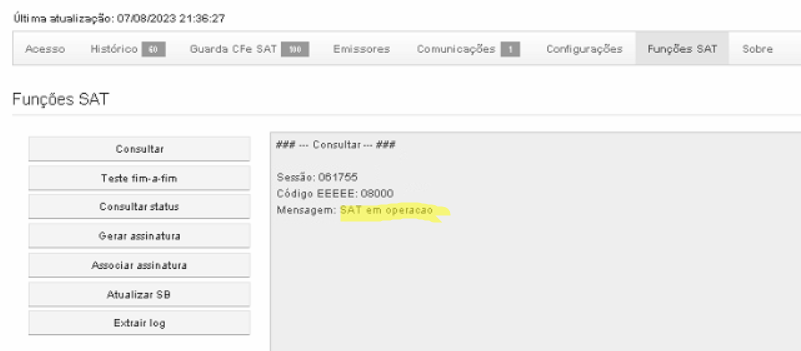 Última atualização: 07/08/2023 21:36:27
Acesso Histórico 60 Guarda CFe SAT 100 Emissores Comunicações 1 Configurações Funções SAT Sobre
Funções SAT
Consultar
Teste fim-a-fim
Consultar status
Gerar assinatura
Associar assinatura
Atualizar SB
Extrair log
### --- Consultar --- ###
Sessão: 061755
Código EEEEE: 08000
Mensagem: SAT em operacao